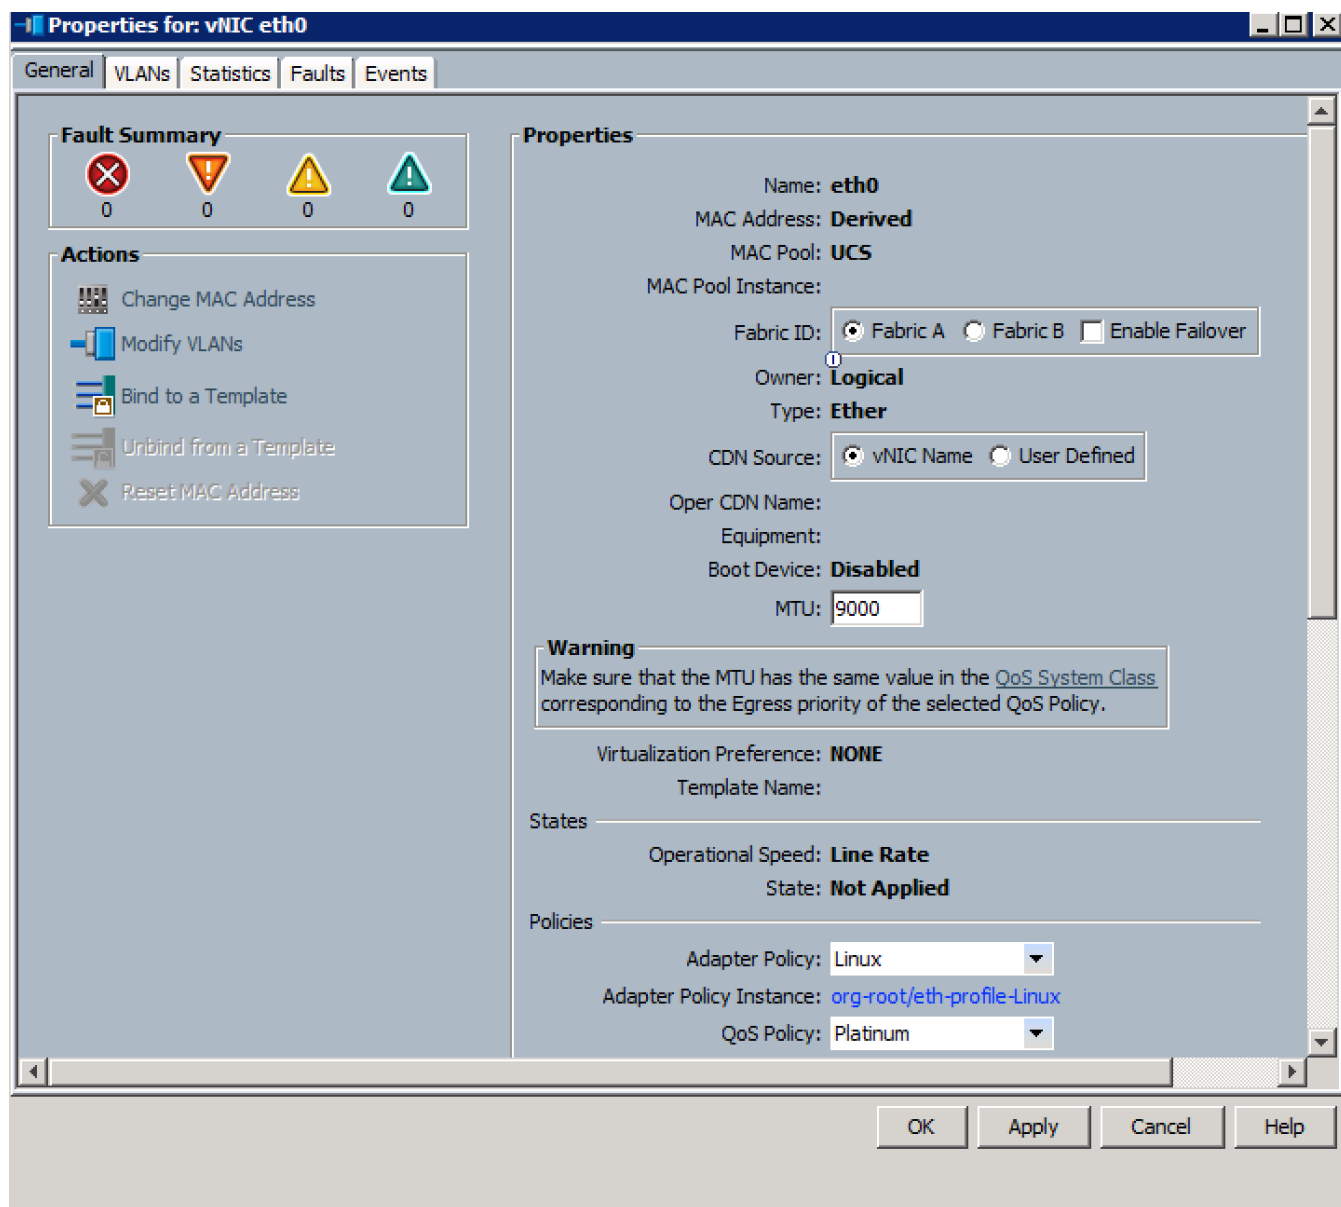 Properties for: vNIC eth0
General VLANs Statistics Faults Events
Fault Summary
0 0 0 0
Actions
Change MAC Address
Modify VLANs
Bind to a Template
Unbind from a Template
Reset MAC Address
Properties
Name: eth0
MAC Address: Derived
MAC Pool: UCS
MAC Pool Instance:
Fabric ID: Fabric A Fabric B Enable Failover
Owner: Logical
Type: Ether
CDN Source: vNIC Name User Defined
Oper CDN Name:
Equipment:
Boot Device: Disabled
MTU: 9000
Warning
Make sure that the MTU has the same value in the QoS System Class
corresponding to the Egress priority of the selected QoS Policy.
Virtualization Preference: NONE
Template Name:
States
Operational Speed: Line Rate
State: Not Applied
Policies
Adapter Policy: Linux
Adapter Policy Instance: org-root/eth-profile-Linux
QoS Policy: Platinum
OK Apply Cancel Help